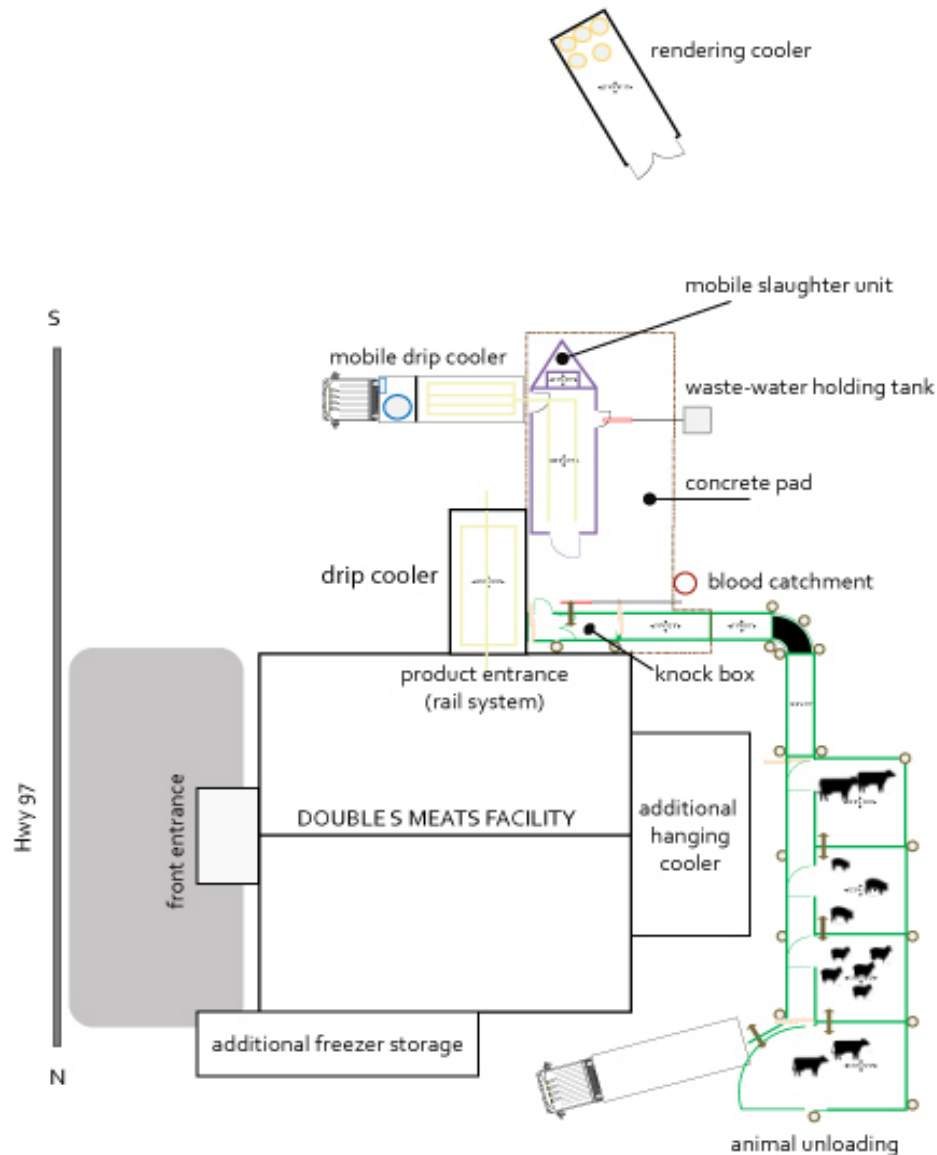 rendering cooler
mobile slaughter unit
S
mobile drip cooler
waste-water holding tank
concrete pad
drip cooler
blood catchment
product entrance
(rail system)
knock box
Hwy 97
front entrance
DOUBLE S MEATS FACILITY
additional
hanging
cooler
additional freezer storage
N
animal unloading